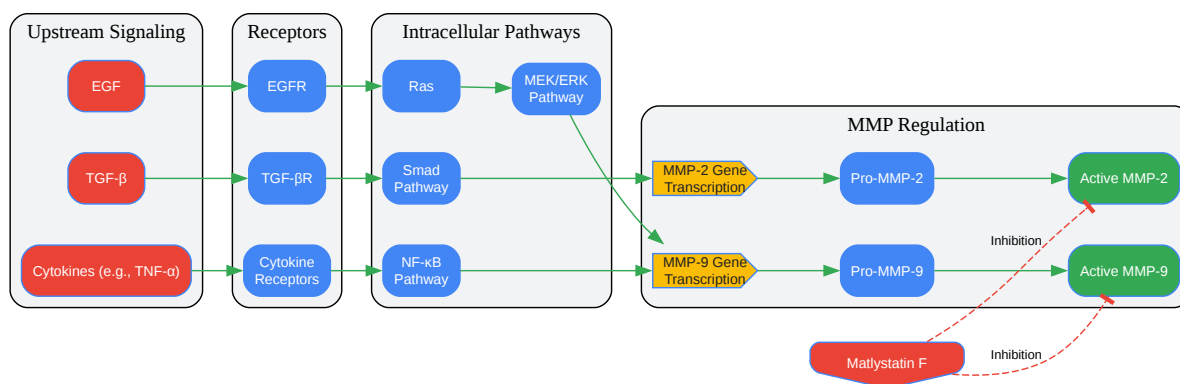 Upstream Signaling
Receptors
Intracellular Pathways
EGF
EGFR
Ras
MEK/ERK
Pathway
MMP Regulation
TGF-β
TGF-βR
Smad
Pathway
MMP-2 Gene
Transcription
Pro-MMP-2
Active MMP-2
Inhibition
Cytokines (e.g., TNF-α)
Cytokine
Receptors
NF-κB
Pathway
MMP-9 Gene
Transcription
Pro-MMP-9
Active MMP-9
Matlystatin F
Inhibition